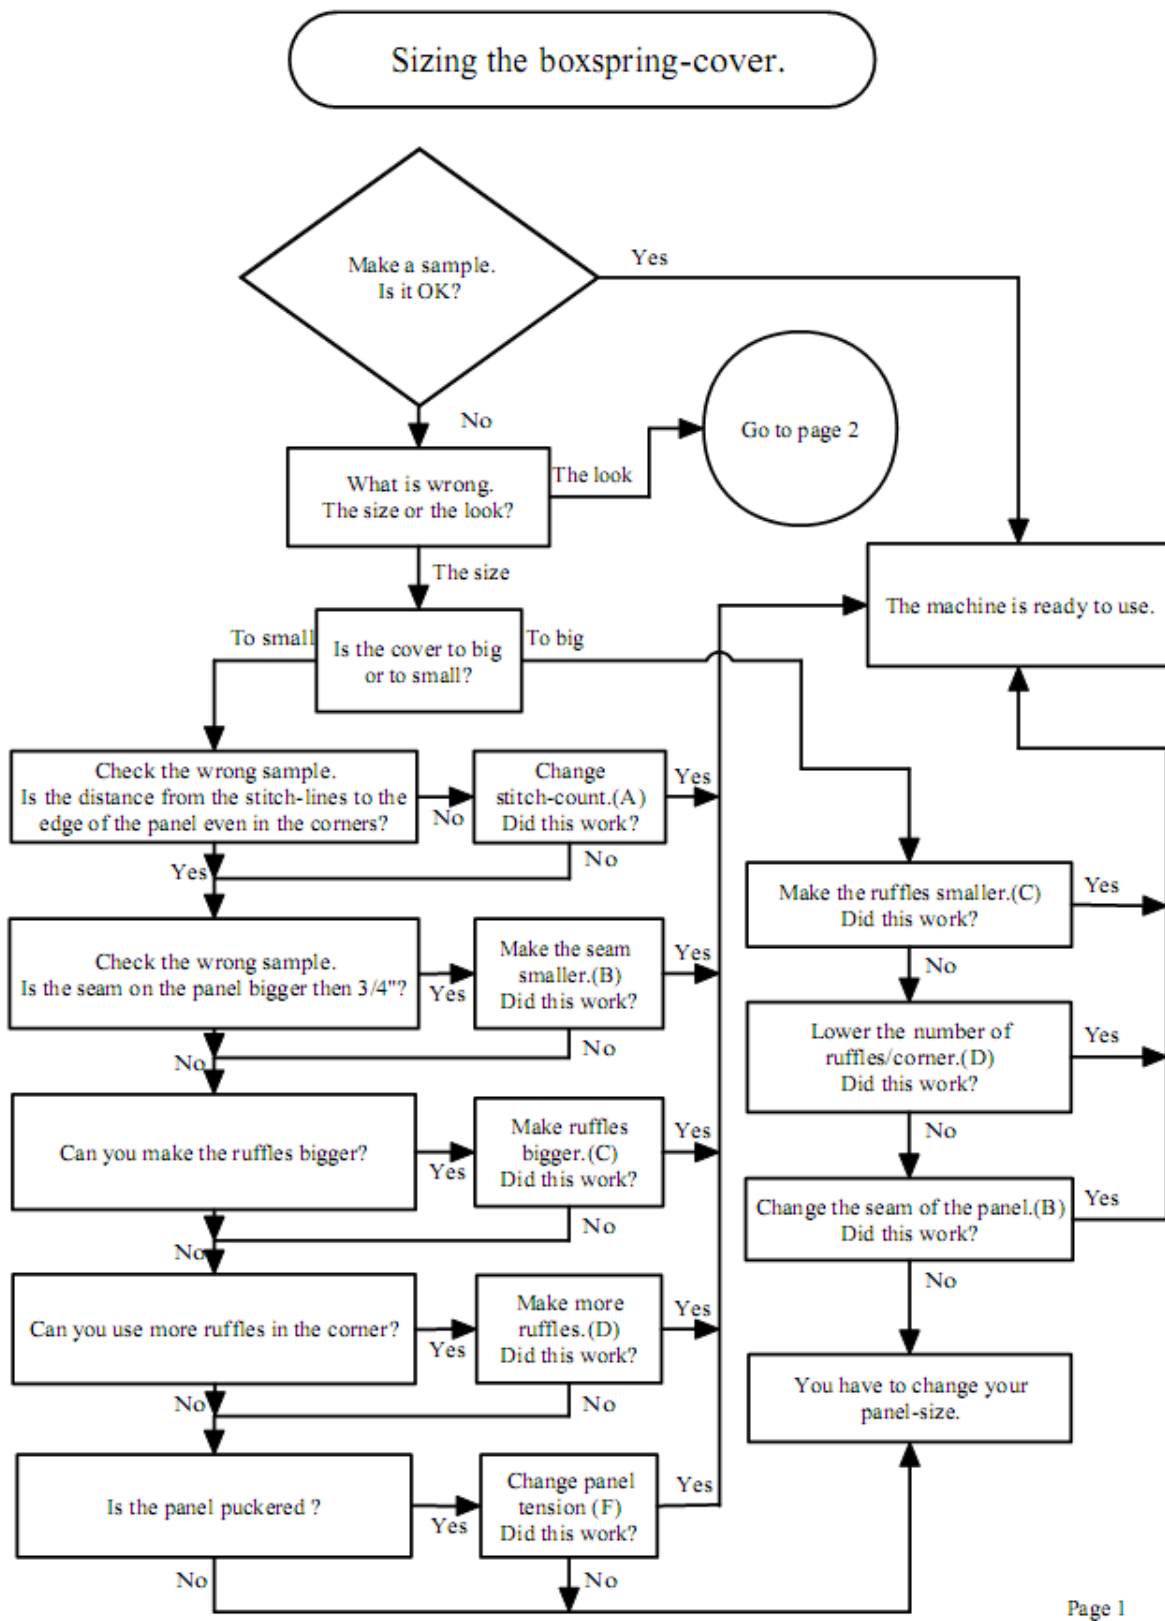 Sizing the boxspring-cover.
Make a sample.
Is it OK?
Yes
No
What is wrong.
The size or the look?
The look
Go to page 2
The size
The machine is ready to use.
To small
Is the cover to big
or to small?
To big
Check the wrong sample.
Is the distance from the stitch-lines to the
edge of the panel even in the corners?
No
Change
stitch-count.(A)
Did this work?
Yes
No
Yes
Make the ruffles smaller.(C)
Did this work?
Yes
No
Check the wrong sample.
Is the seam on the panel bigger then 3/4"?
Yes
Make the seam
smaller.(B)
Did this work?
Yes
No
No
Lower the number of
ruffles/corner.(D)
Did this work?
Yes
No
Can you make the ruffles bigger?
Yes
Make ruffles
bigger.(C)
Did this work?
Yes
No
No
Change the seam of the panel.(B)
Did this work?
Yes
No
Can you use more ruffles in the corner?
Yes
Make more
ruffles.(D)
Did this work?
Yes
No
No
You have to change your
panel-size.
Is the panel puckered ?
Yes
Change panel
tension (F)
Did this work?
Yes
No
No
Page 1